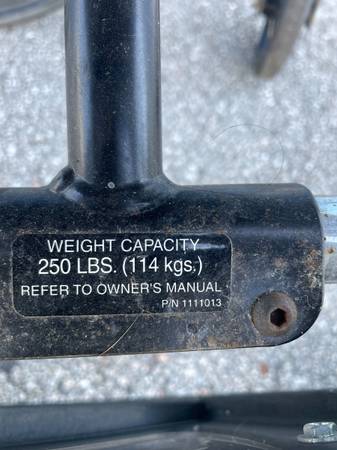 WEIGHT CAPACITY
250 LBS. (114 kgs.)
REFER TO OWNER'S MANUAL
P/N 1111013